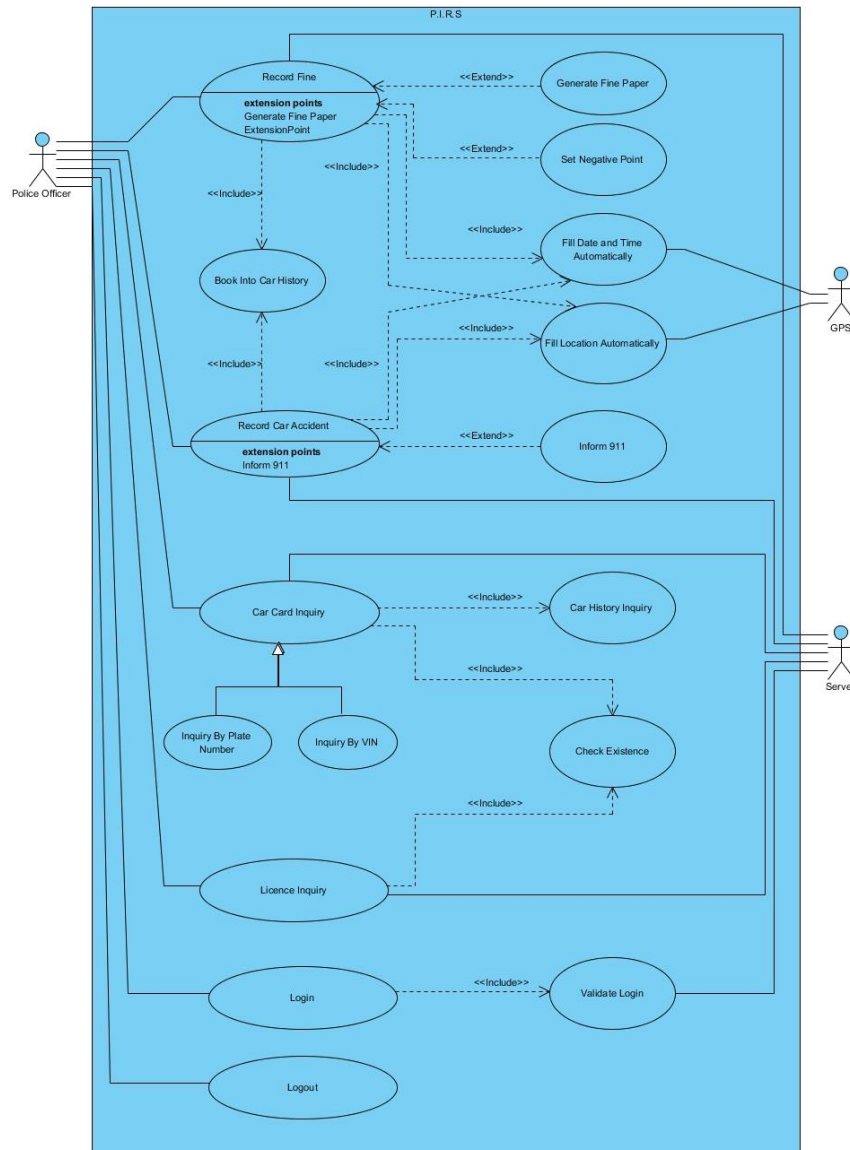 P.I.R.S
Record Fine
extension points
Generate Fine Paper
ExtensionPoint
<<Extend>>
Generate Fine Paper
<<Extend>>
Set Negative Point
Police Officer
<<Include>>
<<Include>>
<<Include>>
Fill Date and Time
Automatically
Book Into Car History
GPS
<<Include>>
<<Include>>
<<Include>>
Fill Location Automatically
Record Car Accident
extension points
Inform 911
<<Extend>>
Inform 911
Car Card Inquiry
<<Include>>
Car History Inquiry
<<Include>>
Serve
Inquiry By Plate
Number
Inquiry By VIN
Check Existence
<<Include>>
Licence Inquiry
<<Include>>
Login
Validate Login
Logout